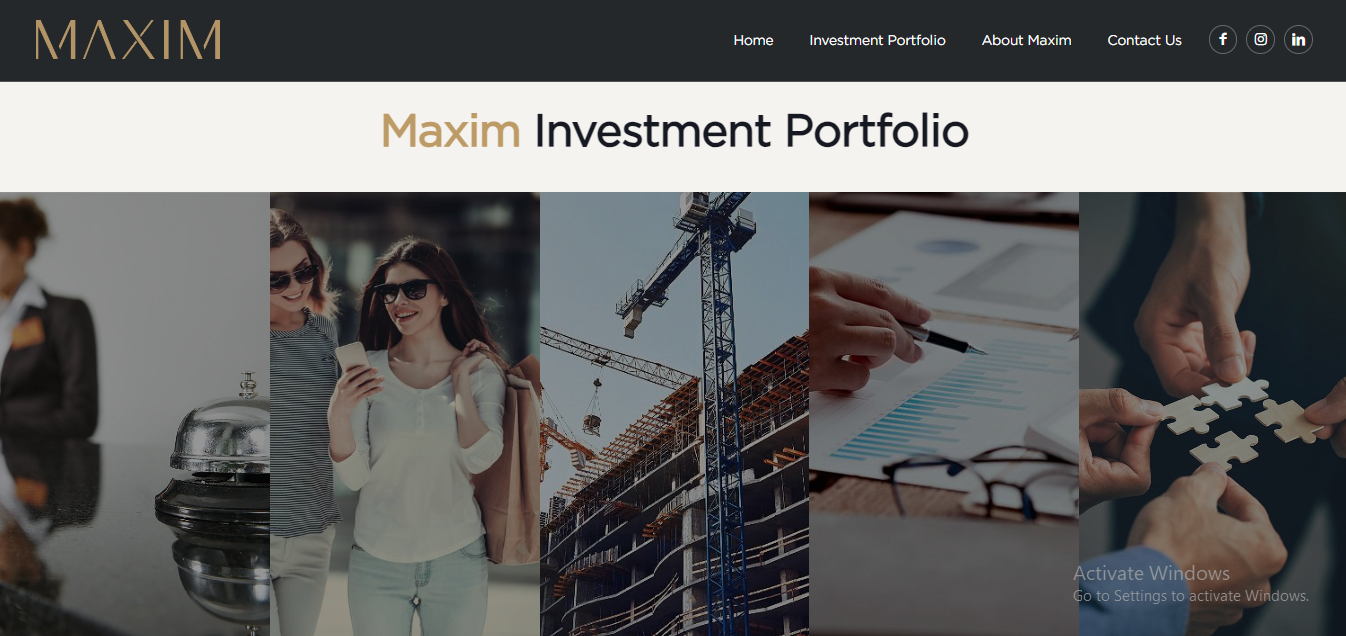 MAXIM
Home Investment Portfolio About Maxim Contact Us f in
Maxim Investment Portfolio
Activate Windows
Go to Settings to activate Windows.